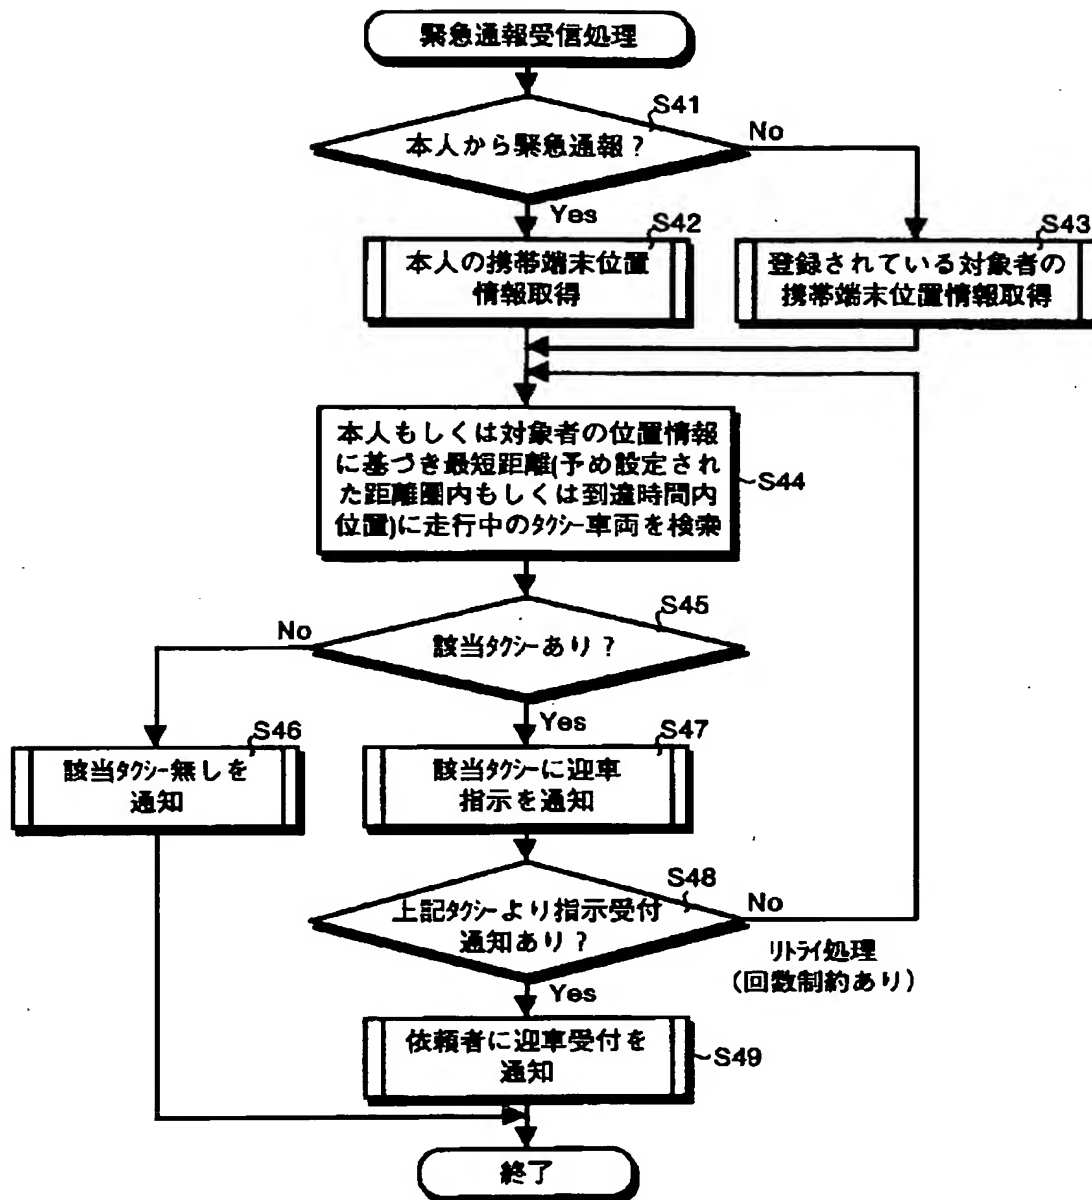 緊急通報受信処理
S41
本人から緊急通報？
No
Yes
S42
本人の携帯端末位置
情報取得
S43
登録されている対象者の
携帯端末位置情報取得
本人もしくは対象者の位置情報
に基づき最短距離(予め設定され
た距離圏内もしくは到達時間内
位置)に走行中のﾀｸｼｰ車両を検索
S44
S45
No
該当ﾀｸｼｰあり？
Yes
S46
該当ﾀｸｼｰ無しを
通知
S47
該当ﾀｸｼｰに迎車
指示を通知
S48
上記ﾀｸｼｰより指示受付
通知あり？
No
ﾘﾄﾗｲ処理
(回数制約あり)
Yes
依頼者に迎車受付を
通知
S49
終了